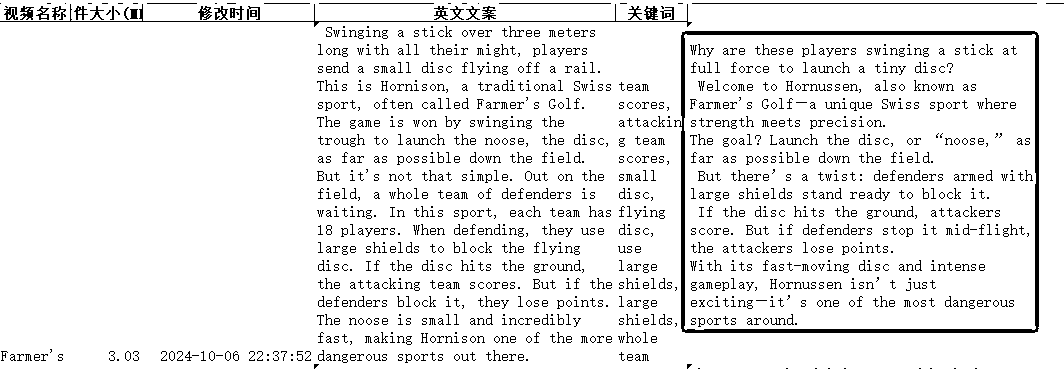 视频名称 件大小(M 修改时间 英文文案 关键词
Swinging a stick over three meters
long with all their might, players
send a small disc flying off a rail.
This is Hornison, a traditional Swiss
sport, often called Farmer's Golf.
The game is won by swinging the
trough to launch the noose, the disc,
as far as possible down the field.
But it's not that simple. Out on the
field, a whole team of defenders is
waiting. In this sport, each team has
18 players. When defending, they use
large shields to block the flying
disc. If the disc hits the ground,
the attacking team scores. But if the
defenders block it, they lose points.
The noose is small and incredibly
fast, making Hornison one of the more
dangerous sports out there.
team
scores,
attackin
g team
scores,
small
disc,
flying
disc,
use
large
shields,
large
shields,
whole
team
Why are these players swinging a stick at
full force to launch a tiny disc?
Welcome to Hornussen, also known as
Farmer's Golf—a unique Swiss sport where
strength meets precision.
The goal? Launch the disc, or “noose,” as
far as possible down the field.
But there's a twist: defenders armed with
large shields stand ready to block it.
If the disc hits the ground, attackers
score. But if defenders stop it mid-flight,
the attackers lose points.
With its fast-moving disc and intense
gameplay, Hornussen isn't just
exciting—it's one of the most dangerous
sports around.
Farmer's 3.03 2024-10-06 22:37:52